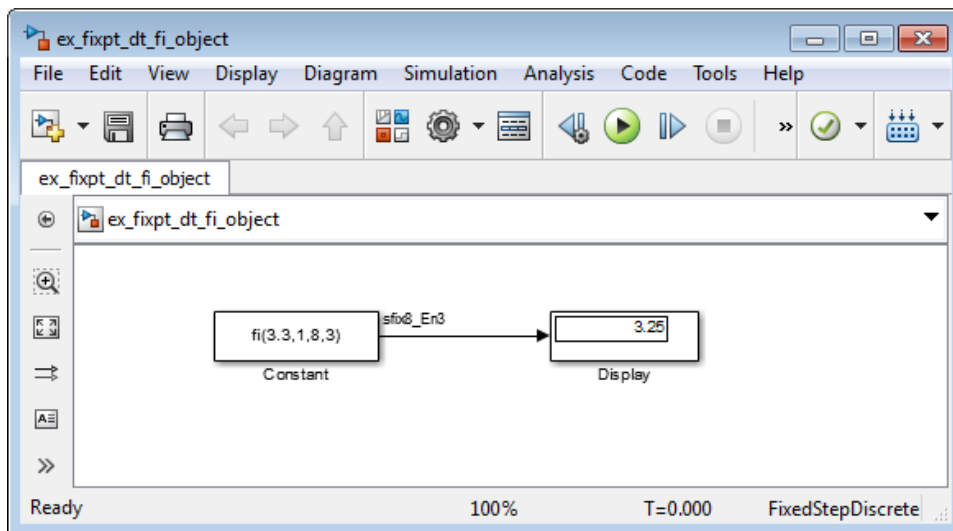 ex_fixpt_dt_fi_object
File Edit View Display Diagram Simulation Analysis Code Tools Help
»
ex_fixpt_dt_fi_object
ex_fixpt_dt_fi_object
fi(3.3,1,8,3)
sfix8_En3
3.25
Constant
Display
A
»
Ready 100% T=0.000 FixedStepDiscrete